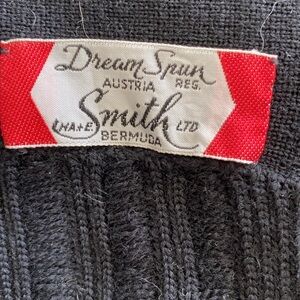 Dream Spun
AUSTRIA REG.
Smith
H.A.+E. LTD
BERMUDA